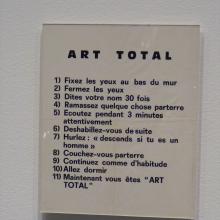 ART TOTAL
1) Fixez les yeux au bas du mur
2) Fermez les yeux
3) Dites votre nom 30 fois
4) Ramassez quelque chose parterre
5) Ecoutez pendant 3 minutes
attentivement
6) Deshabillez-vous de suite
7) Hurlez : « descends si tu es un
homme »
8) Couchez-vous parterre
9) Continuez comme d'habitude
10) Allez dormir
11) Maintenant vous êtes "ART
TOTAL"